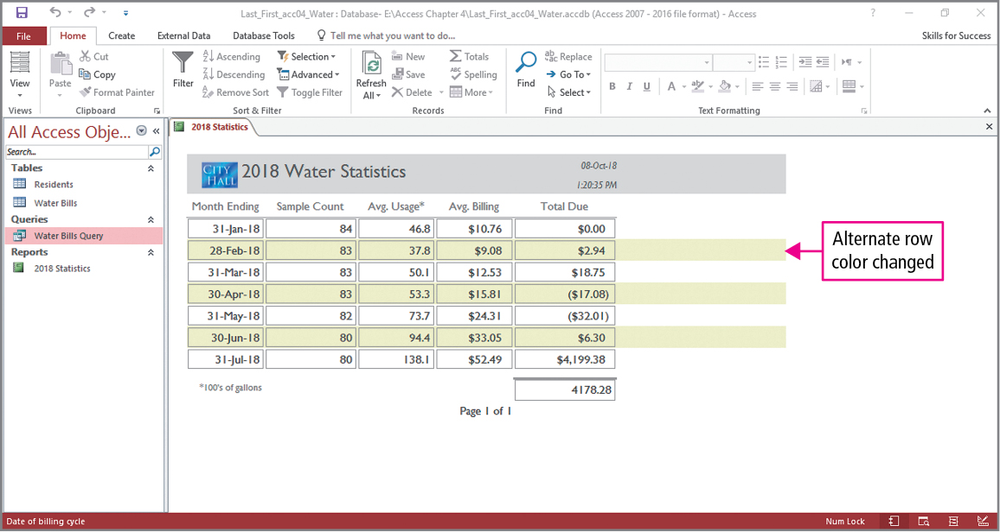 Last_First_acc04_Water : Database- E:\Access Chapter 4\Last_First_acc04_Water.accdb (Access 2007 - 2016 file format) - Access
?
File Home Create External Data Database Tools Tell me what you want to do... Skills for Success
View
Views
Paste
Cut
Copy
Format Painter
Clipboard
Filter
Ascending
Descending
Remove Sort
Selection
Advanced
Toggle Filter
Sort & Filter
Refresh
All
New
Save
Delete
Totals
Spelling
More
Records
Find
Replace
Go To
Select
Find
B I U A
Text Formatting
All Access Obje...
Search...
Tables
Residents
Water Bills
Queries
Water Bills Query
Reports
2018 Statistics
2018 Statistics
CITY
HALL
2018 Water Statistics
08-Oct-18
1:20:35 PM
Month Ending Sample Count Avg. Usage* Avg. Billing Total Due
31-Jan-18 84 46.8 $10.76 $0.00
28-Feb-18 83 37.8 $9.08 $2.94
31-Mar-18 83 50.1 $12.53 $18.75
30-Apr-18 83 53.3 $15.81 ($17.08)
31-May-18 82 73.7 $24.31 ($32.01)
30-Jun-18 80 94.4 $33.05 $6.30
31-Jul-18 80 138.1 $52.49 $4,199.38
*100's of gallons 4178.28
Page 1 of 1
Alternate row
color changed
Date of billing cycle Num Lock